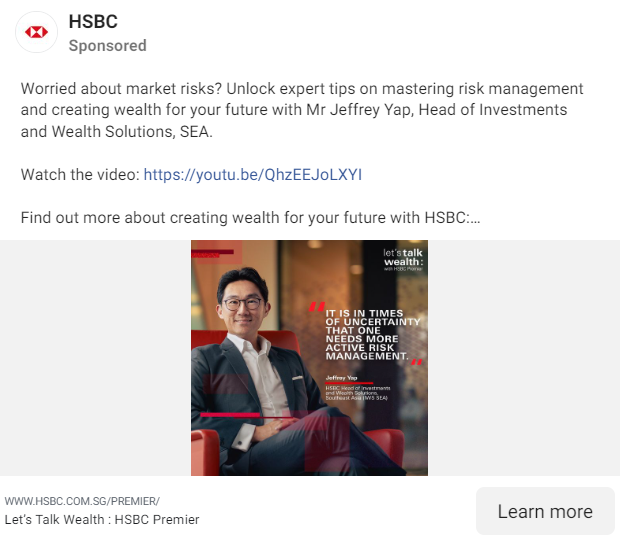 HSBC
Sponsored
Worried about market risks? Unlock expert tips on mastering risk management
and creating wealth for your future with Mr Jeffrey Yap, Head of Investments
and Wealth Solutions, SEA.
Watch the video: https://youtu.be/QhzEEJoLXYI
Find out more about creating wealth for your future with HSBC:...
let's talk
wealth:
with HSBC Premier
“
IT IS IN TIMES
OF UNCERTAINTY
THAT ONE
NEEDS MORE
ACTIVE RISK
MANAGEMENT.
”
Jeffrey Yap
HSBC Head of Investments
and Wealth Solutions,
Southeast Asia (IWS SEA)
WWW.HSBC.COM.SG/PREMIER/
Let's Talk Wealth : HSBC Premier
Learn more